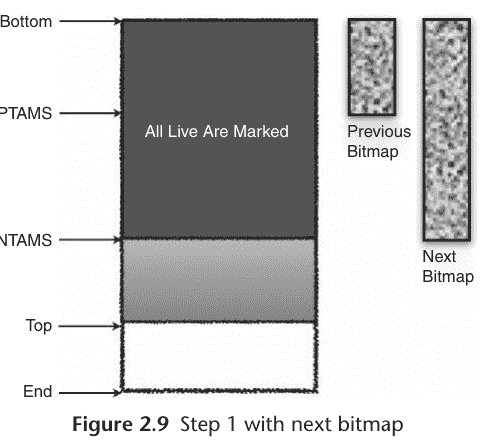 Bottom
PTAMS
All Live Are Marked
Previous
Bitmap
NTAMS
Next
Bitmap
Top
End
Figure 2.9 Step 1 with next bitmap